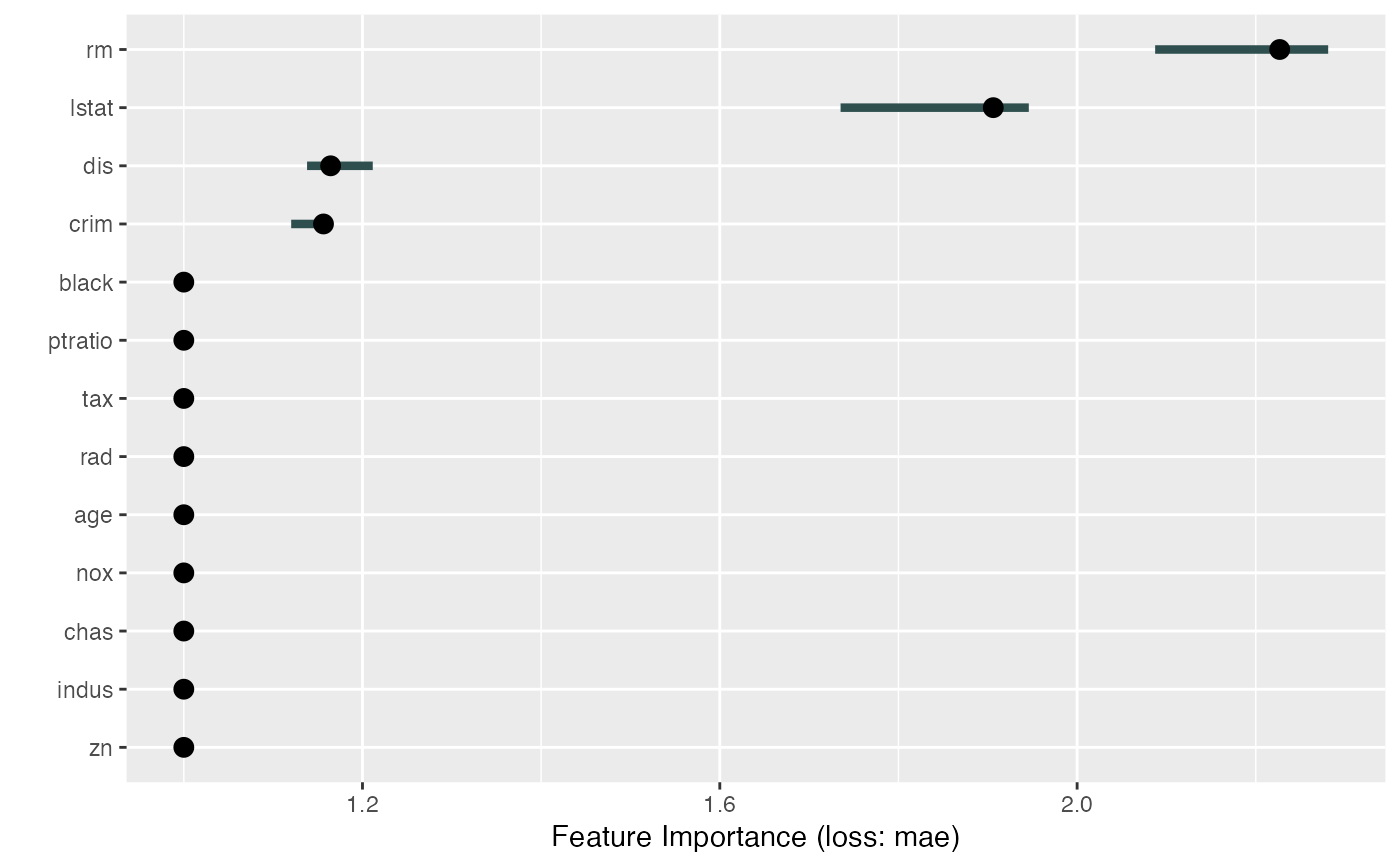 rm
lstat
dis
crim
black
ptratio
tax
rad
age
nox
chas
indus
zn
1.2 1.6 2.0
Feature Importance (loss: mae)